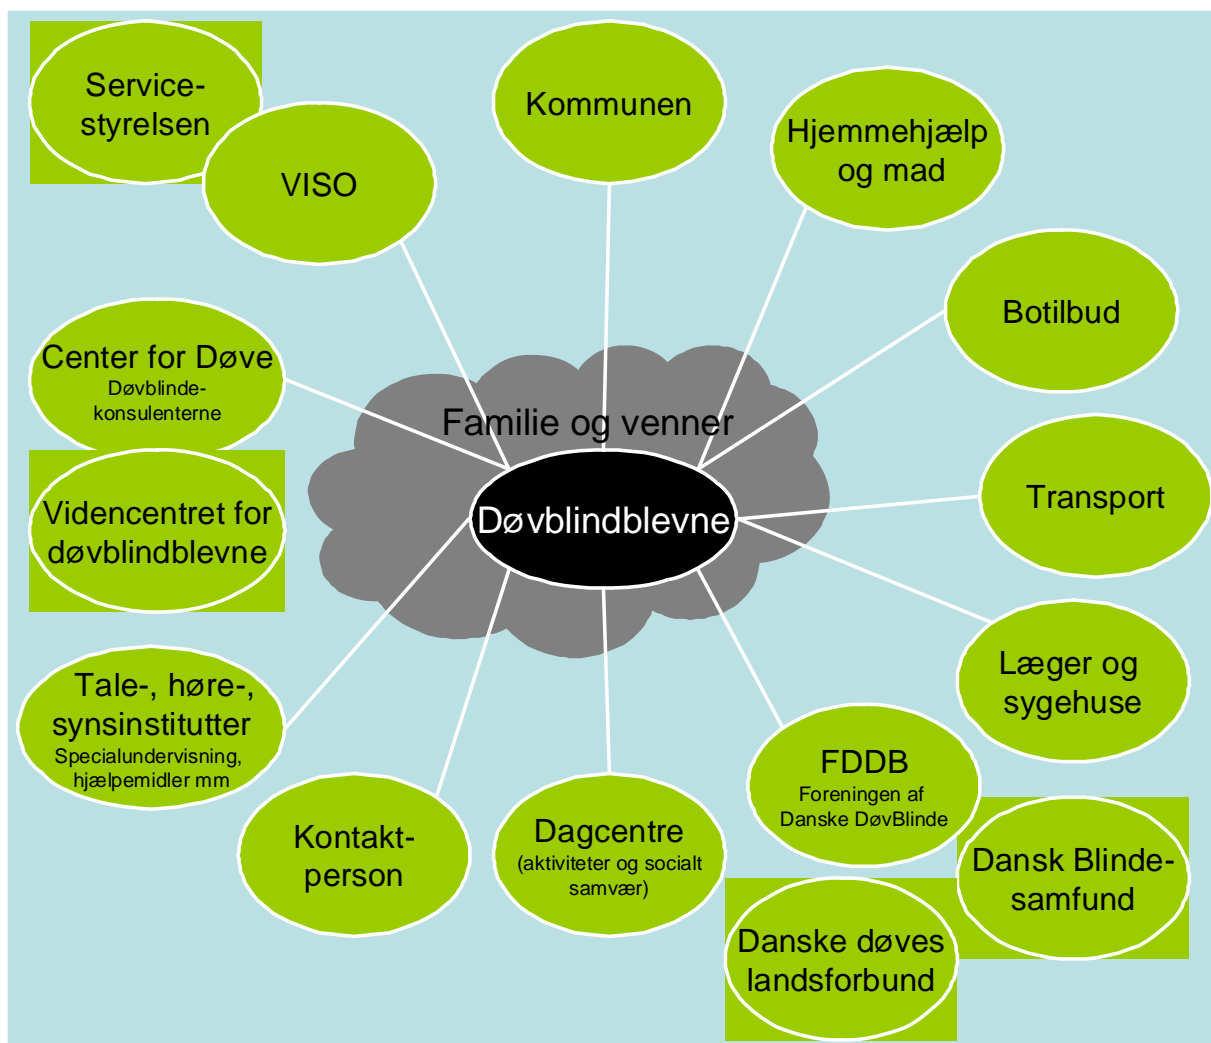 Service-
styrelsen
VISO
Kommunen
Hjemmehjælp
og mad
Botilbud
Center for Døve
Døvblinde-
konsulenterne
Familie og venner
Døvblindblevne
Transport
Videncentret for
døvblindblevne
Læger og
sygehuse
Tale-, høre-,
synsinstitutter
Specialundervisning,
hjælpemidler mm
FDDB
Foreningen af
Danske DøvBlinde
Kontakt-
person
Dagcentre
(aktiviteter og socialt
samvær)
Dansk Blinde-
samfund
Danske døves
landsforbund